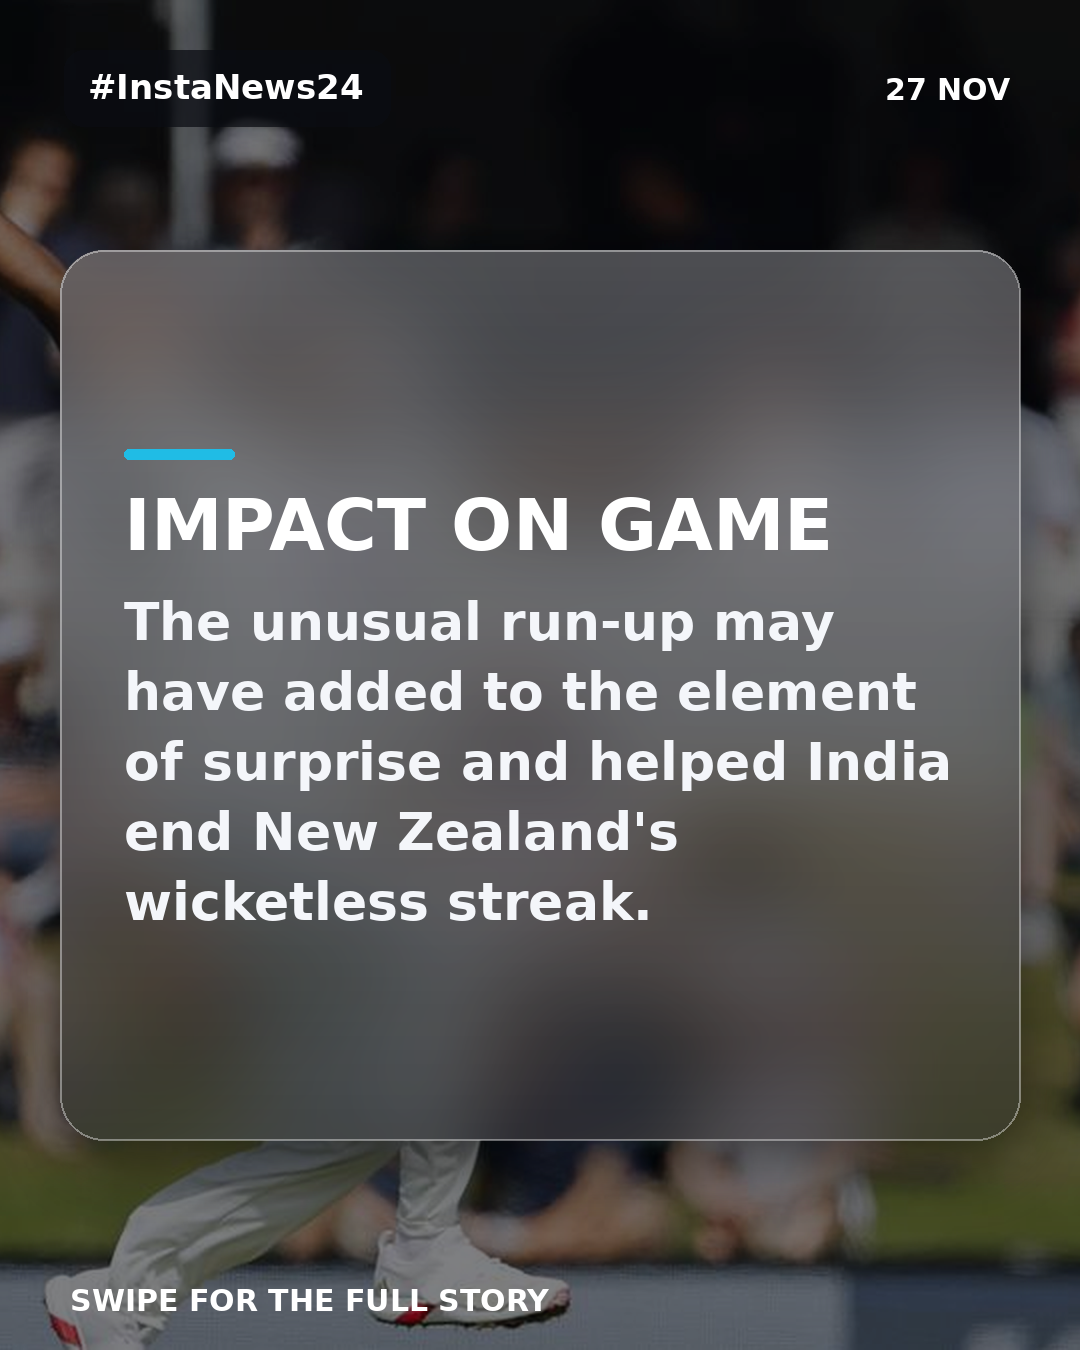 #InstaNews24
27 NOV
IMPACT ON GAME
The unusual run-up may
have added to the element
of surprise and helped India
end New Zealand's
wicketless streak.
SWIPE FOR THE FULL STORY